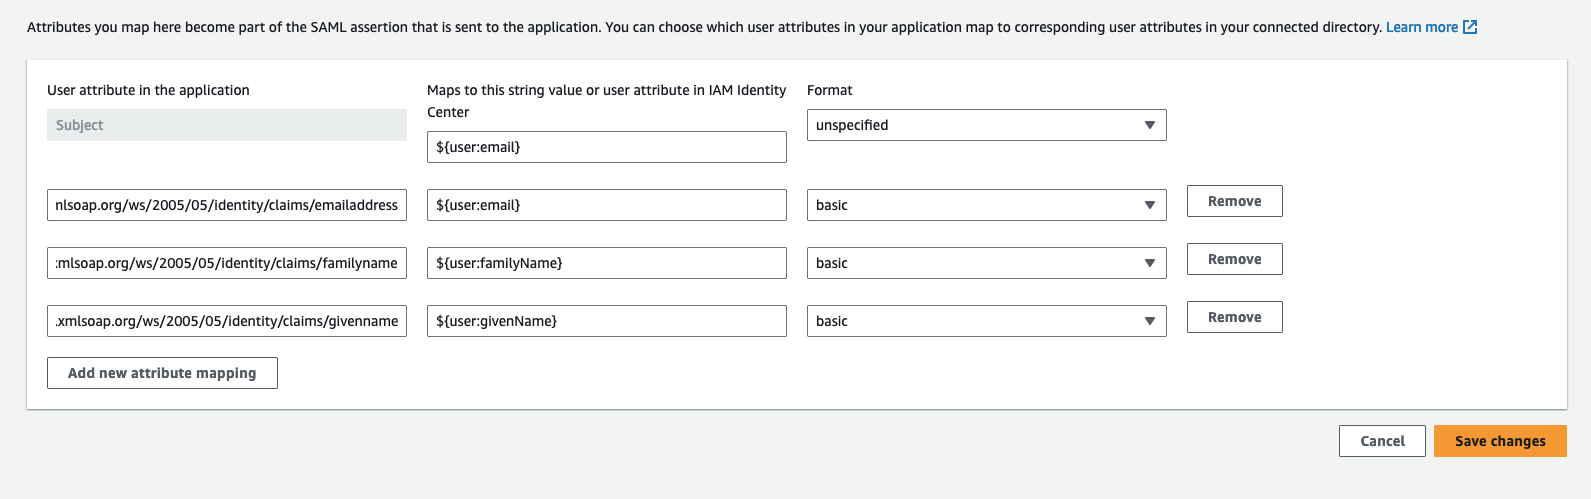 Attributes you map here become part of the SAML assertion that is sent to the application. You can choose which user attributes in your application map to corresponding user attributes in your connected directory. Learn more
User attribute in the application
Maps to this string value or user attribute in IAM Identity
Center
Format
Subject
${user:email}
unspecified
nlsoap.org/ws/2005/05/identity/claims/emailaddress
${user:email}
basic
Remove
:mlsoap.org/ws/2005/05/identity/claims/familyname
${user:familyName}
basic
Remove
.xmlsoap.org/ws/2005/05/identity/claims/givenname
${user:givenName}
basic
Remove
Add new attribute mapping
Cancel
Save changes